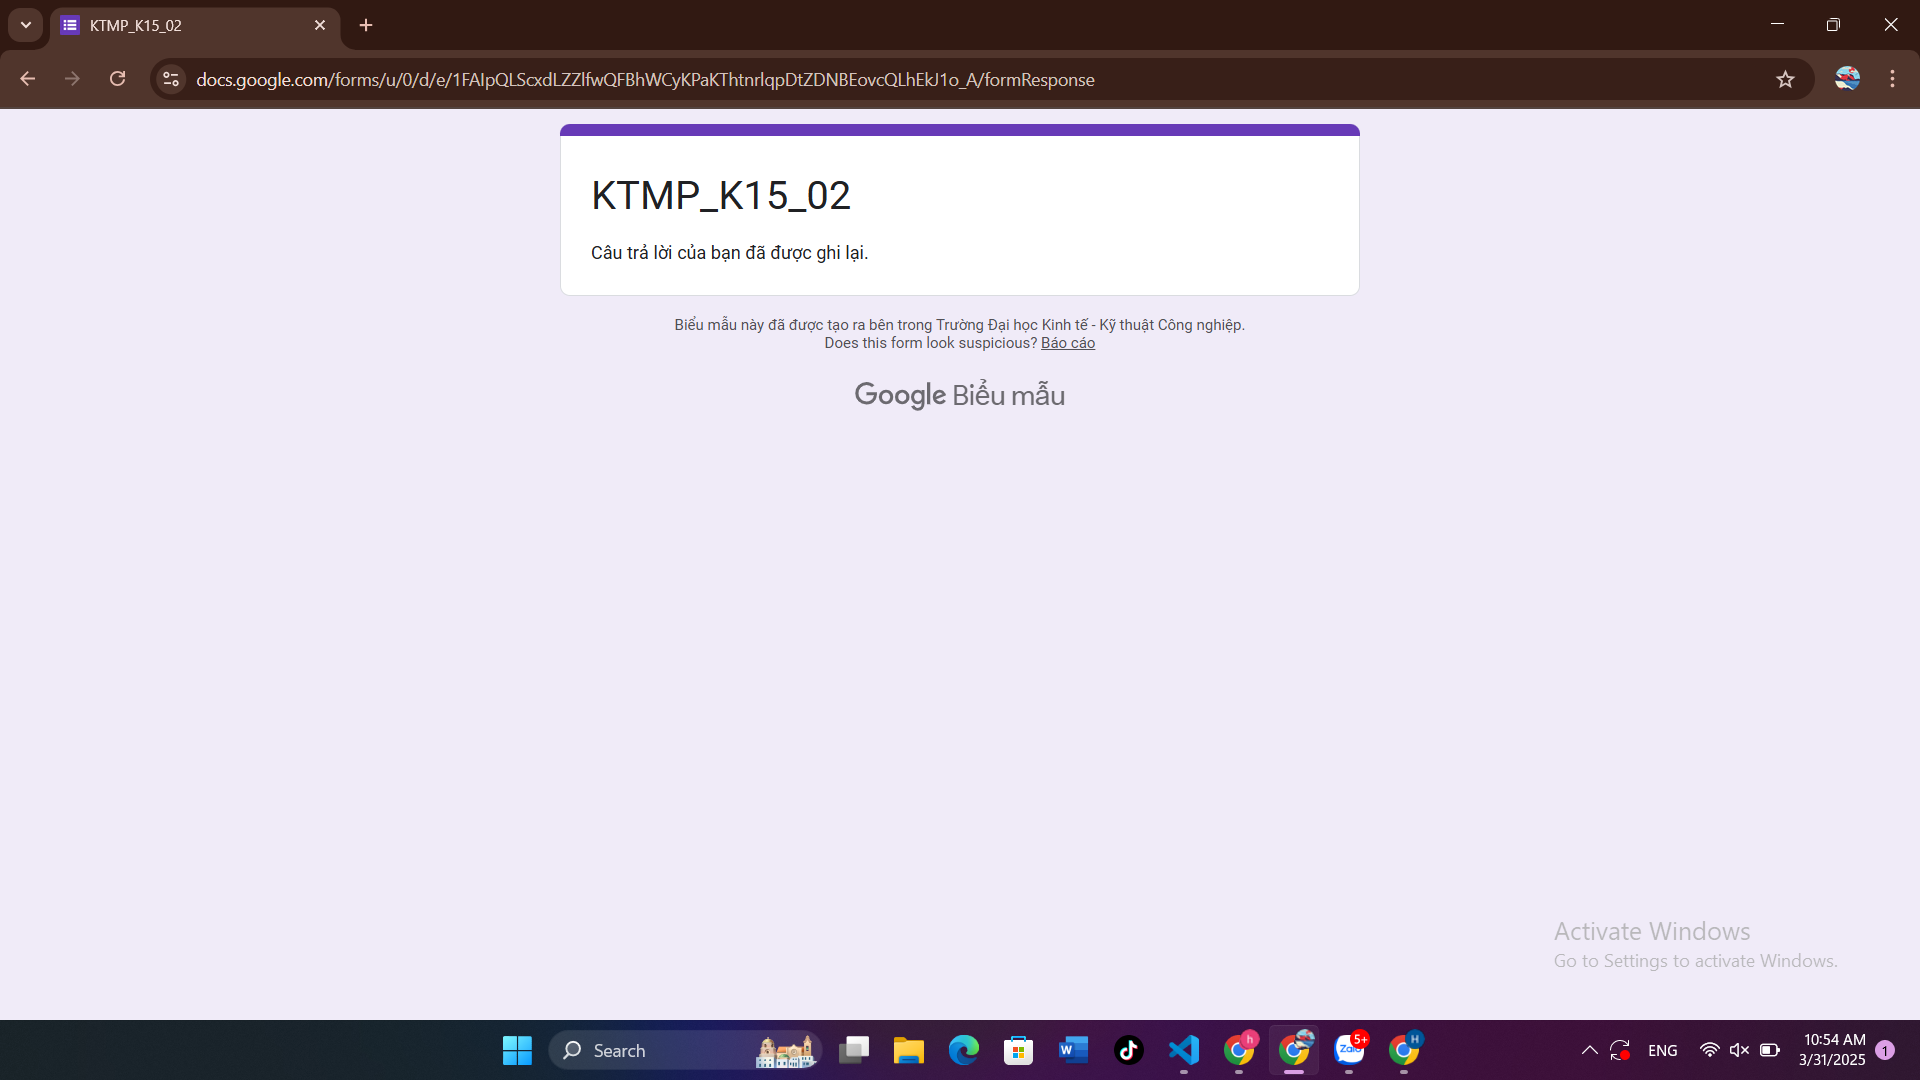 KTMP_K15_02
docs.google.com/forms/u/0/d/e/1FAIpQLScxdLZZlfwQFBhWCyKPaKThtnrlqpDtZDNBEovcQLhEkJ1o_A/formResponse
KTMP_K15_02
Câu trả lời của bạn đã được ghi lại.
Biểu mẫu này đã được tạo ra bên trong Trường Đại học Kinh tế - Kỹ thuật Công nghiệp.
Does this form look suspicious? Báo cáo
Google Biểu mẫu
Activate Windows
Go to Settings to activate Windows.
Search
W
h
Zalo
5+
H
ENG
10:54 AM
3/31/2025
1